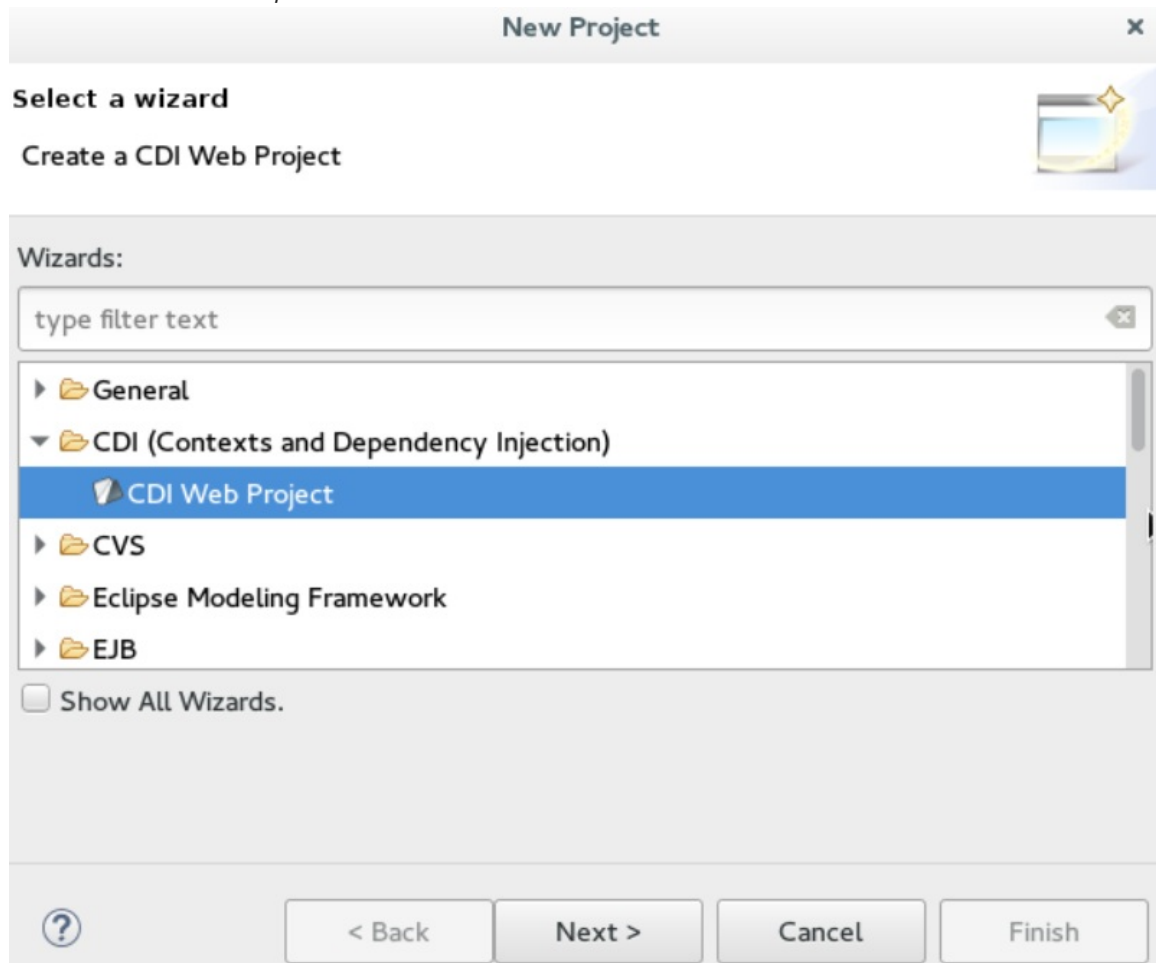 New Project
Select a wizard
Create a CDI Web Project
Wizards:
type filter text
General
CDI (Contexts and Dependency Injection)
CDI Web Project
CVS
Eclipse Modeling Framework
EJB
Show All Wizards.
? < Back Next > Cancel Finish